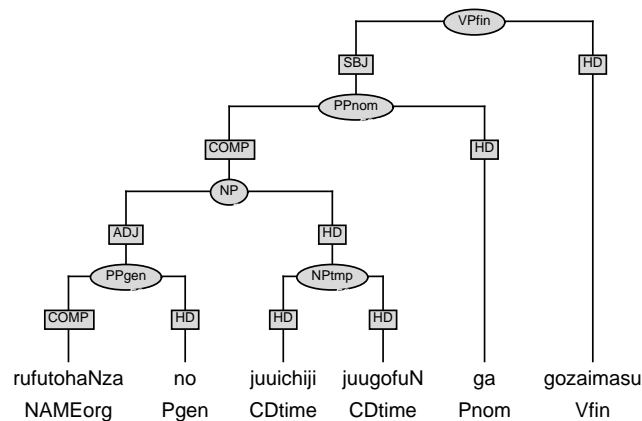 VPfin
SBJ HD
PPnom
COMP HD
NP
ADJ HD
PPgen NPtmp
COMP HD HD HD
rufutohaNza no juuichiji juugofuN ga gozaimasu
NAMEorg Pgen CDtime CDtime Pnom Vfin